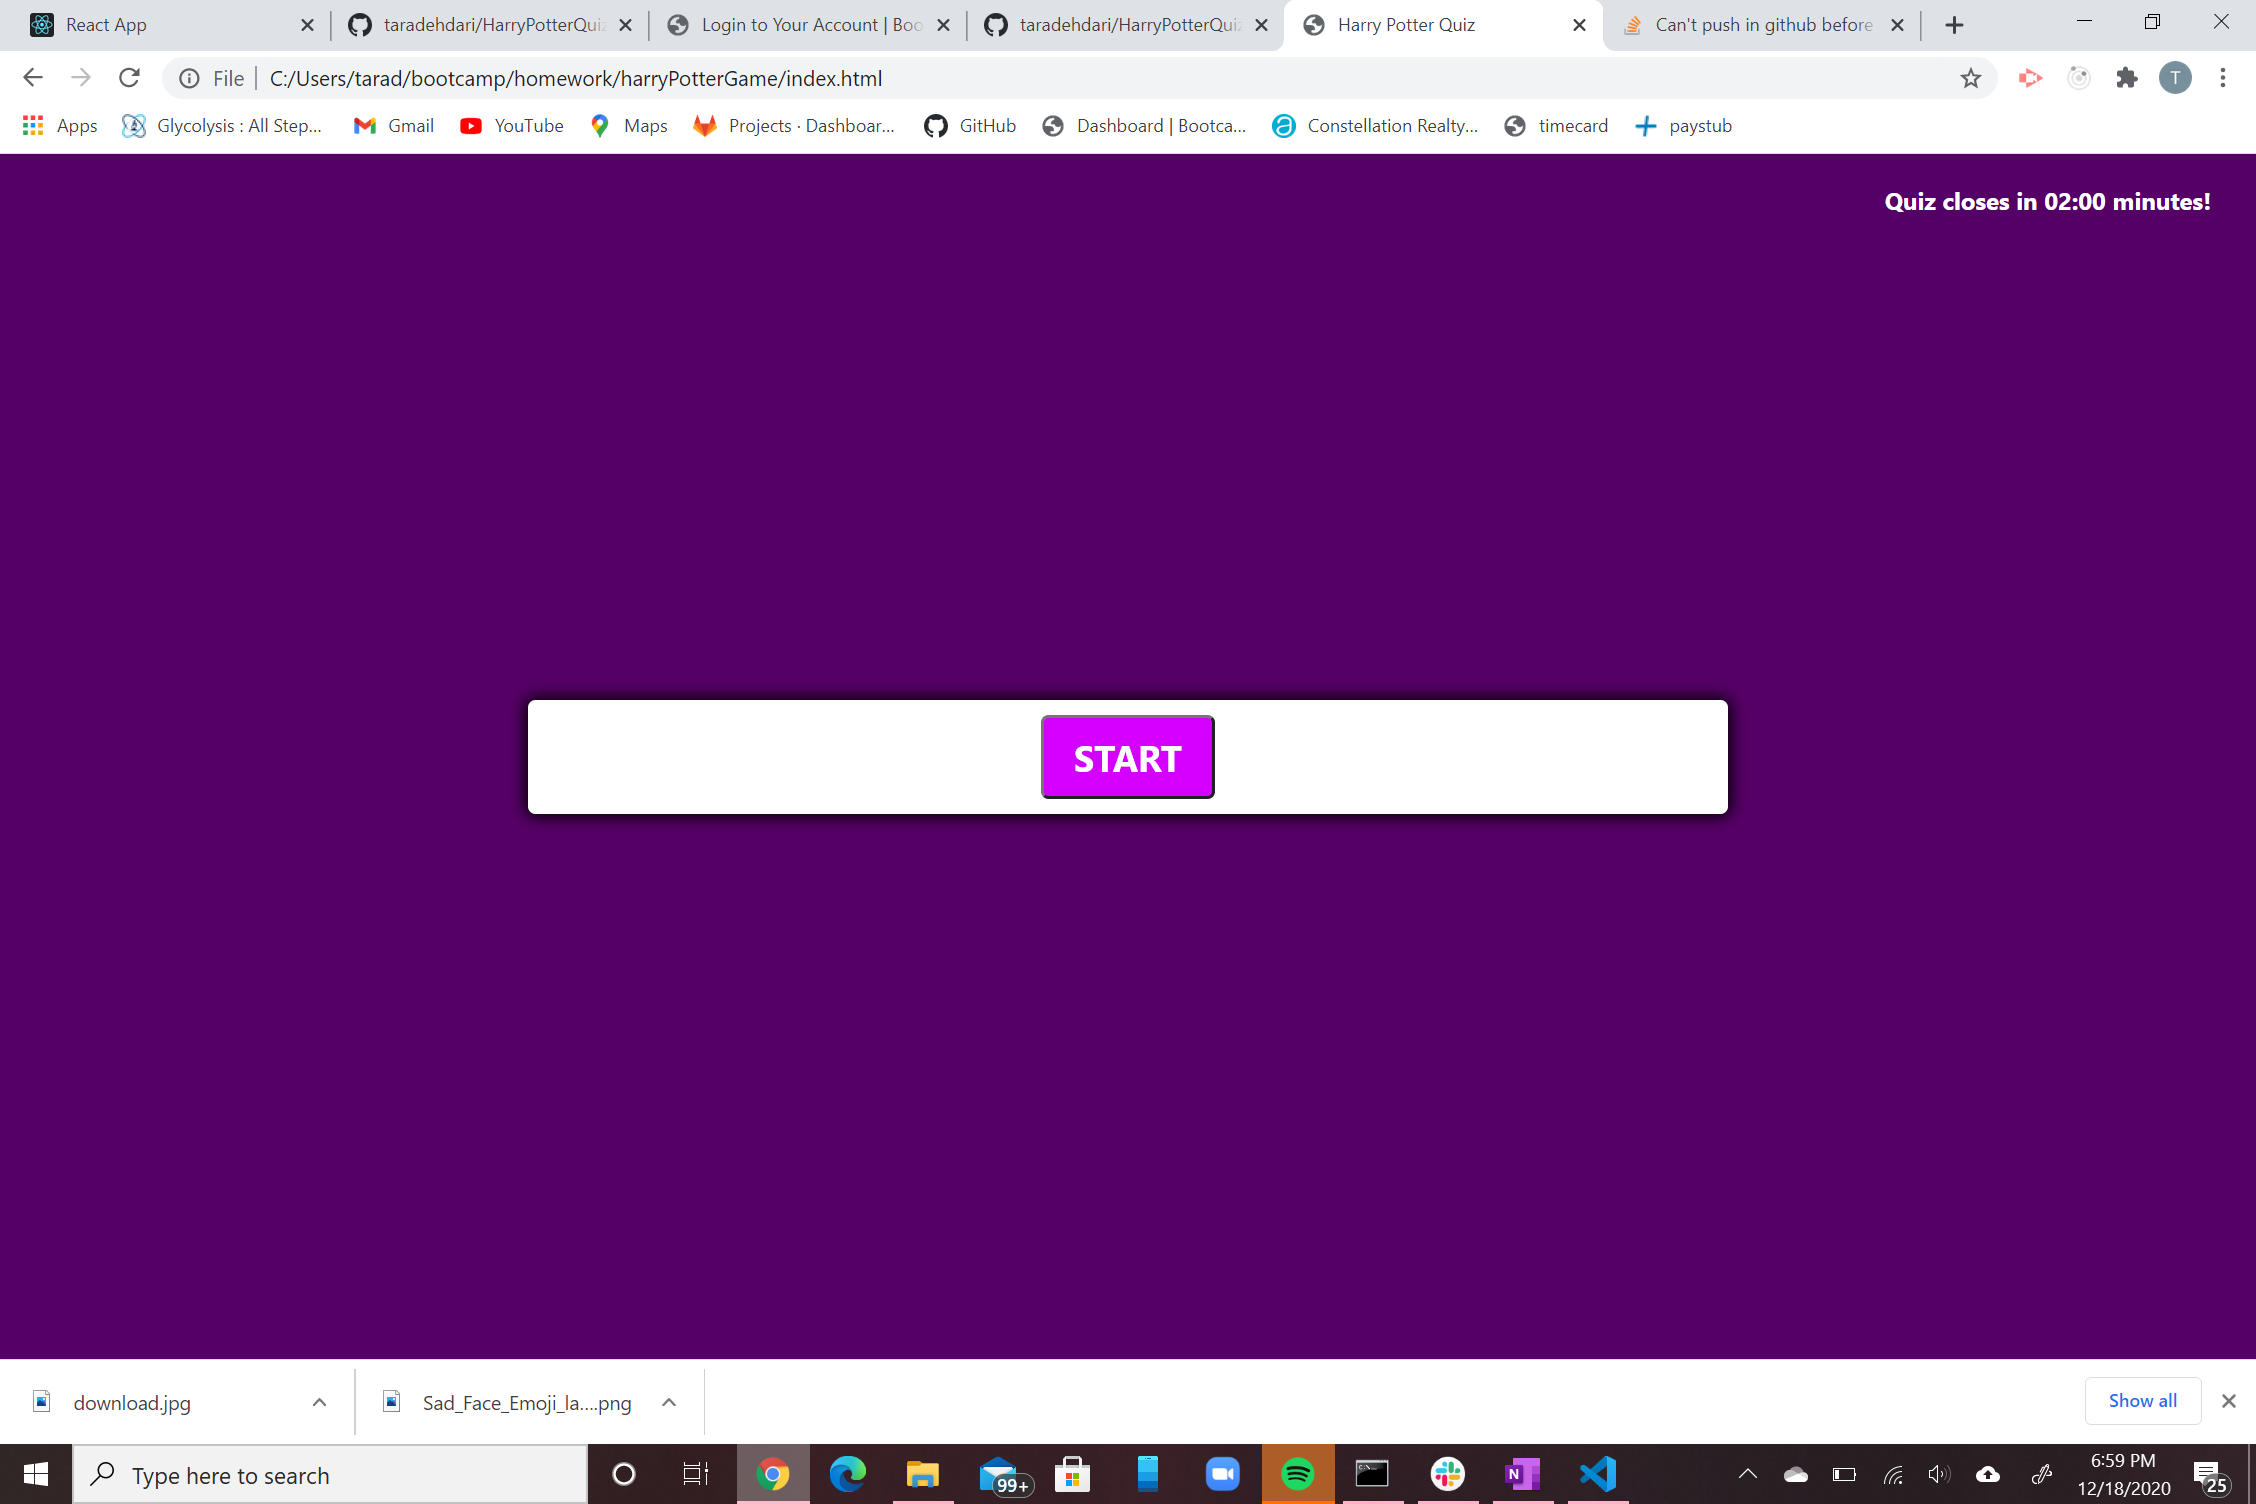 React App
taradehdari/HarryPotterQuiz
Login to Your Account | Boo
taradehdari/HarryPotterQuiz
Harry Potter Quiz
Can't push in github before
File
C:/Users/tarad/bootcamp/homework/harryPotterGame/index.html
T
Apps
Glycolysis : All Step...
Gmail
YouTube
Maps
Projects · Dashboar...
GitHub
Dashboard | Bootca...
Constellation Realty...
timecard
paystub
Quiz closes in 02:00 minutes!
START
download.jpg
Sad_Face_Emoji_la....png
Show all
Type here to search
99+
N
6:59 PM
12/18/2020
25